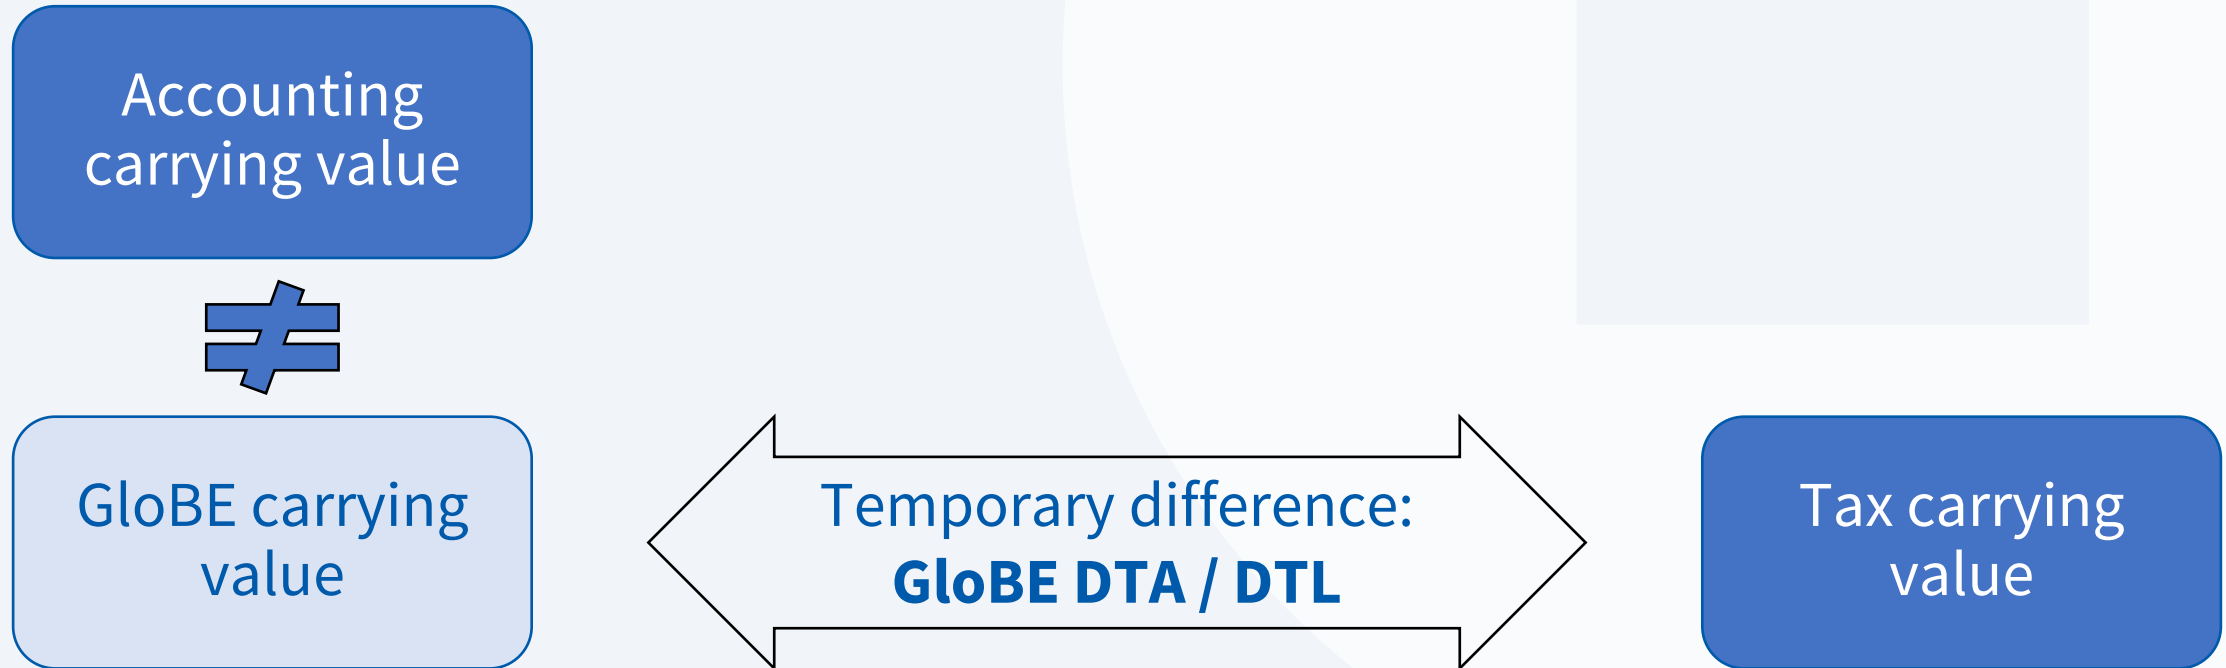 Accounting
carrying value
≠
GloBE carrying
value
Temporary difference:
GloBE DTA / DTL
Tax carrying
value